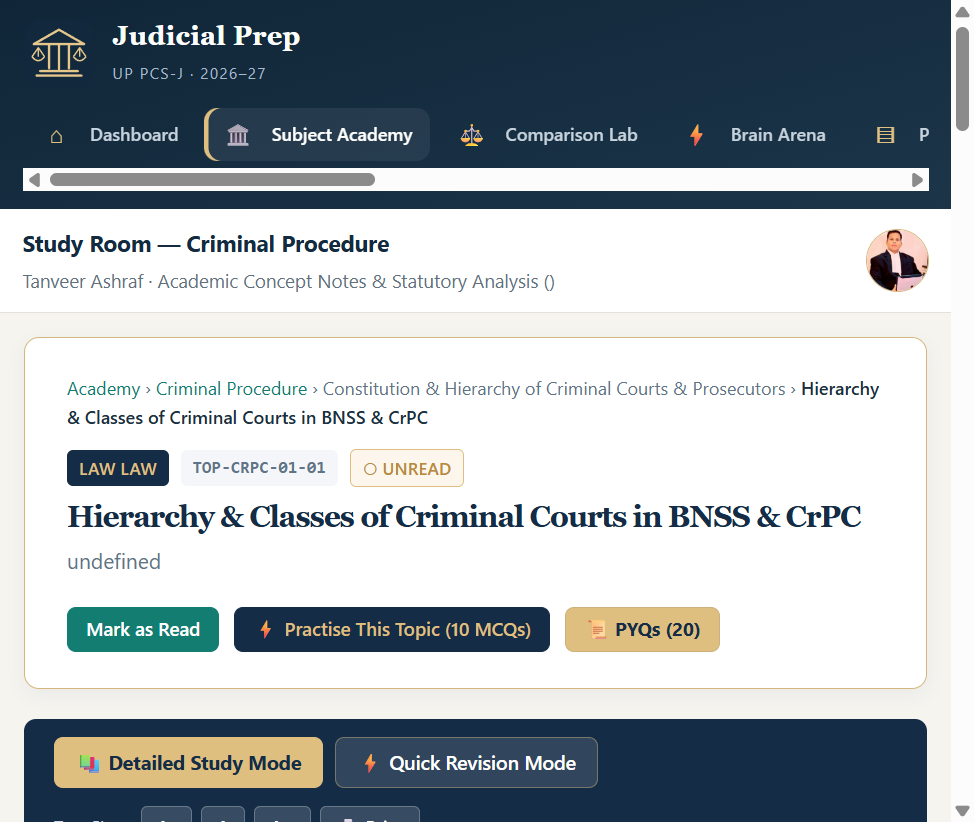 Judicial Prep
UP PCS-J · 2026–27
Dashboard
Subject Academy
Comparison Lab
Brain Arena
P
Study Room — Criminal Procedure
Tanveer Ashraf · Academic Concept Notes & Statutory Analysis ()
Academy › Criminal Procedure › Constitution & Hierarchy of Criminal Courts & Prosecutors › Hierarchy
& Classes of Criminal Courts in BNSS & CrPC
LAW LAW
TOP-CRPC-01-01
UNREAD
Hierarchy & Classes of Criminal Courts in BNSS & CrPC
undefined
Mark as Read
Practise This Topic (10 MCQs)
PYQs (20)
Detailed Study Mode
Quick Revision Mode